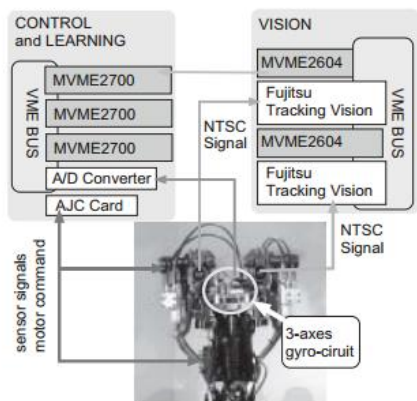 CONTROL
and LEARNING
VME BUS
MVME2700
MVME2700
MVME2700
A/D Converter
AJC Card
VISION
MVME2604
Fujitsu
Tracking Vision
MVME2604
Fujitsu
Tracking Vision
VME BUS
NTSC
Signal
NTSC
Signal
sensor signals
motor command
3-axes
gyro-ciruit